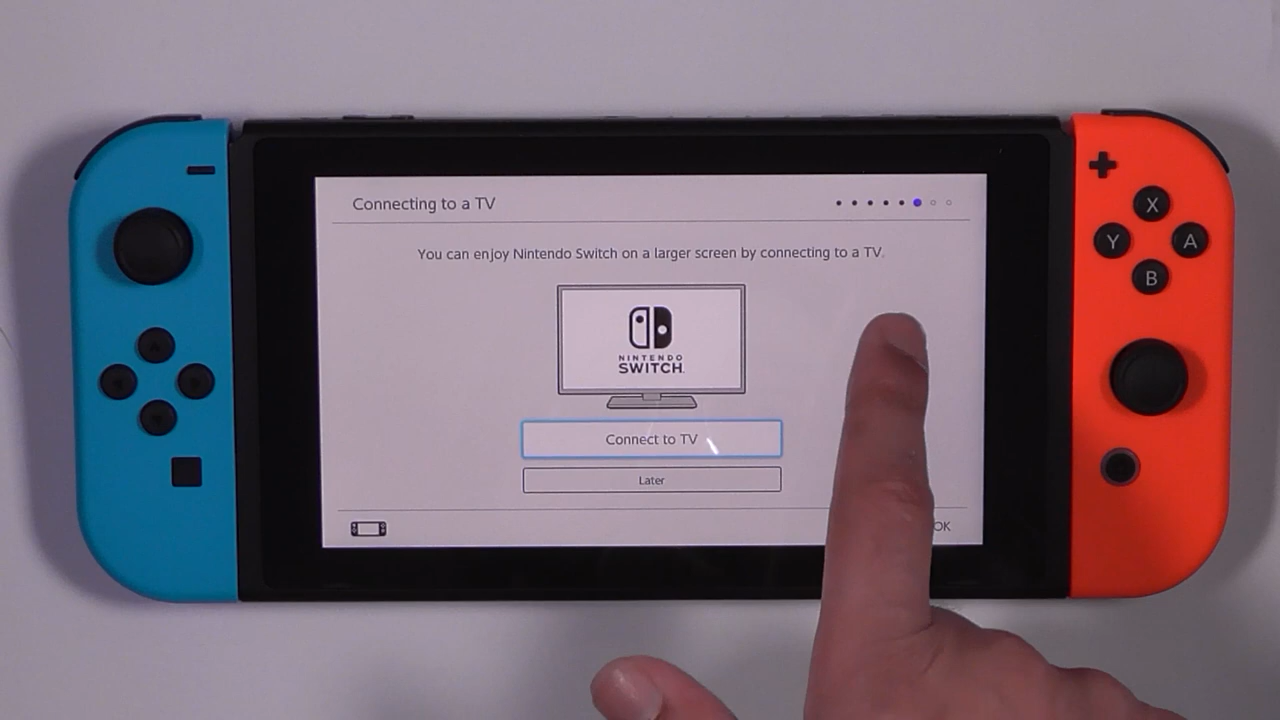 Connecting to a TV
You can enjoy Nintendo Switch on a larger screen by connecting to a TV.
NINTENDO
SWITCH
Connect to TV
Later
OK
X
Y A
B